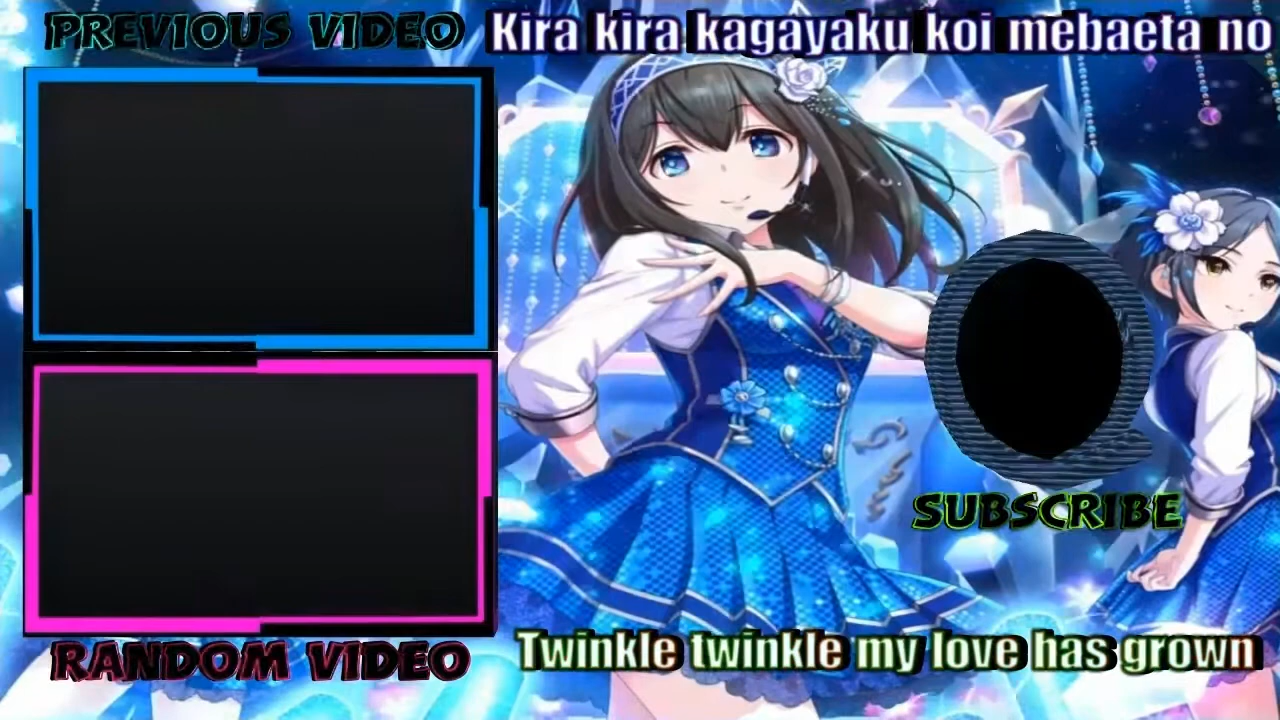 PREVIOUS VIDEO
Kira kira kagayaku koi mebaeta no
SUBSCRIBE
Twinkle twinkle my love has grown
RANDOM VIDEO